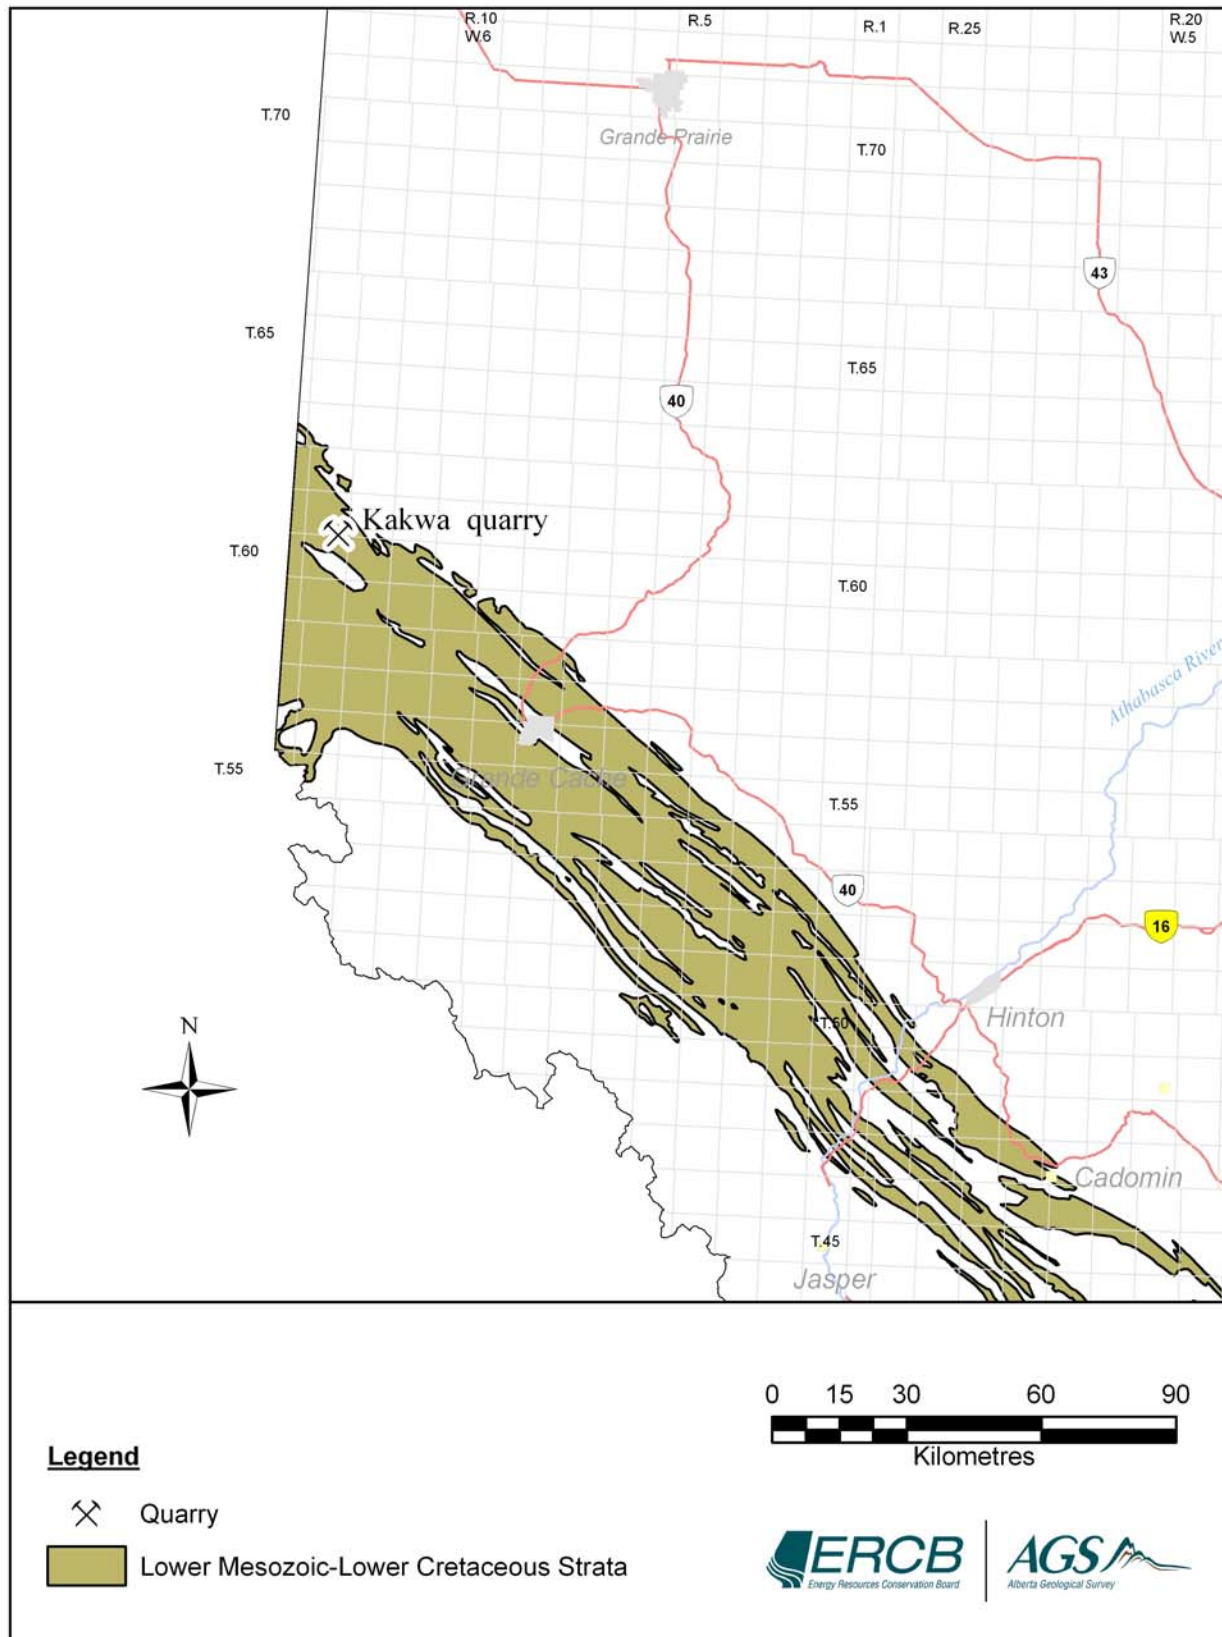 R.10
W.6
R.5
R.1
R.25
R.20
W.5
T.70
Grande Prairie
T.70
43
T.65
T.65
40
Kakwa quarry
T.60
T.60
Athabasca River
T.55
Grande Cache
T.55
40
16
T.50
Hinton
N
Cadomin
T.45
Jasper
0 15 30 60 90
Kilometres
Legend
Quarry
Lower Mesozoic-Lower Cretaceous Strata
ERCB
Energy Resources Conservation Board
AGS
Alberta Geological Survey